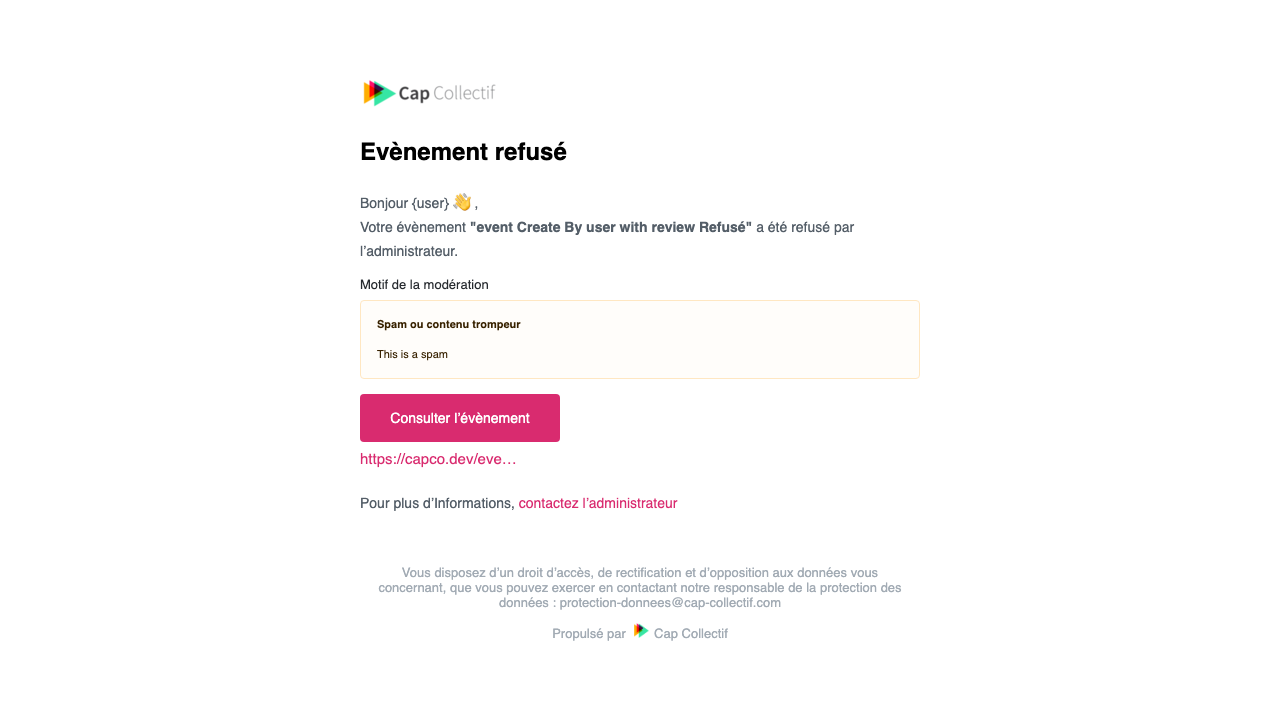 Cap Collectif
Evènement refusé
Bonjour {user} 👋 ,
Votre évènement "event Create By user with review Refusé" a été refusé par
l’administrateur.
Motif de la modération
Spam ou contenu trompeur
This is a spam
Consulter l’évènement
https://capco.dev/eve…
Pour plus d’Informations, contactez l’administrateur
Vous disposez d’un droit d’accès, de rectification et d’opposition aux données vous
concernant, que vous pouvez exercer en contactant notre responsable de la protection des
données : protection-donnees@cap-collectif.com
Propulsé par Cap Collectif